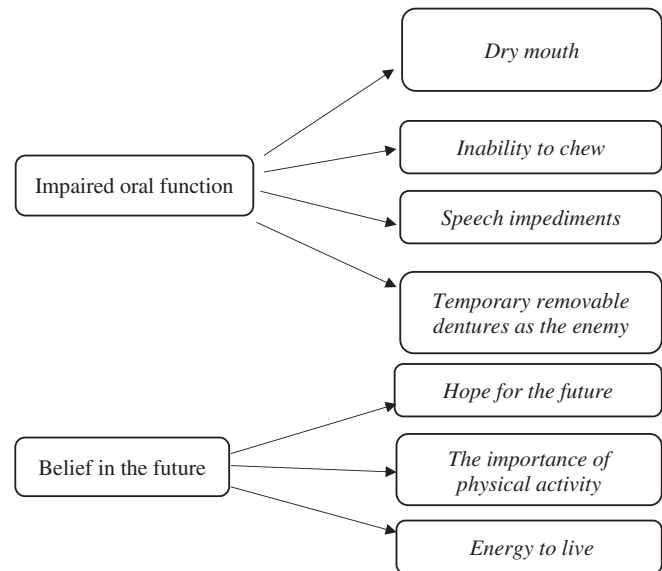 Dry mouth
Inability to chew
Impaired oral function
Speech impediments
Temporary removable
dentures as the enemy
Hope for the future
Belief in the future
The importance of
physical activity
Energy to live